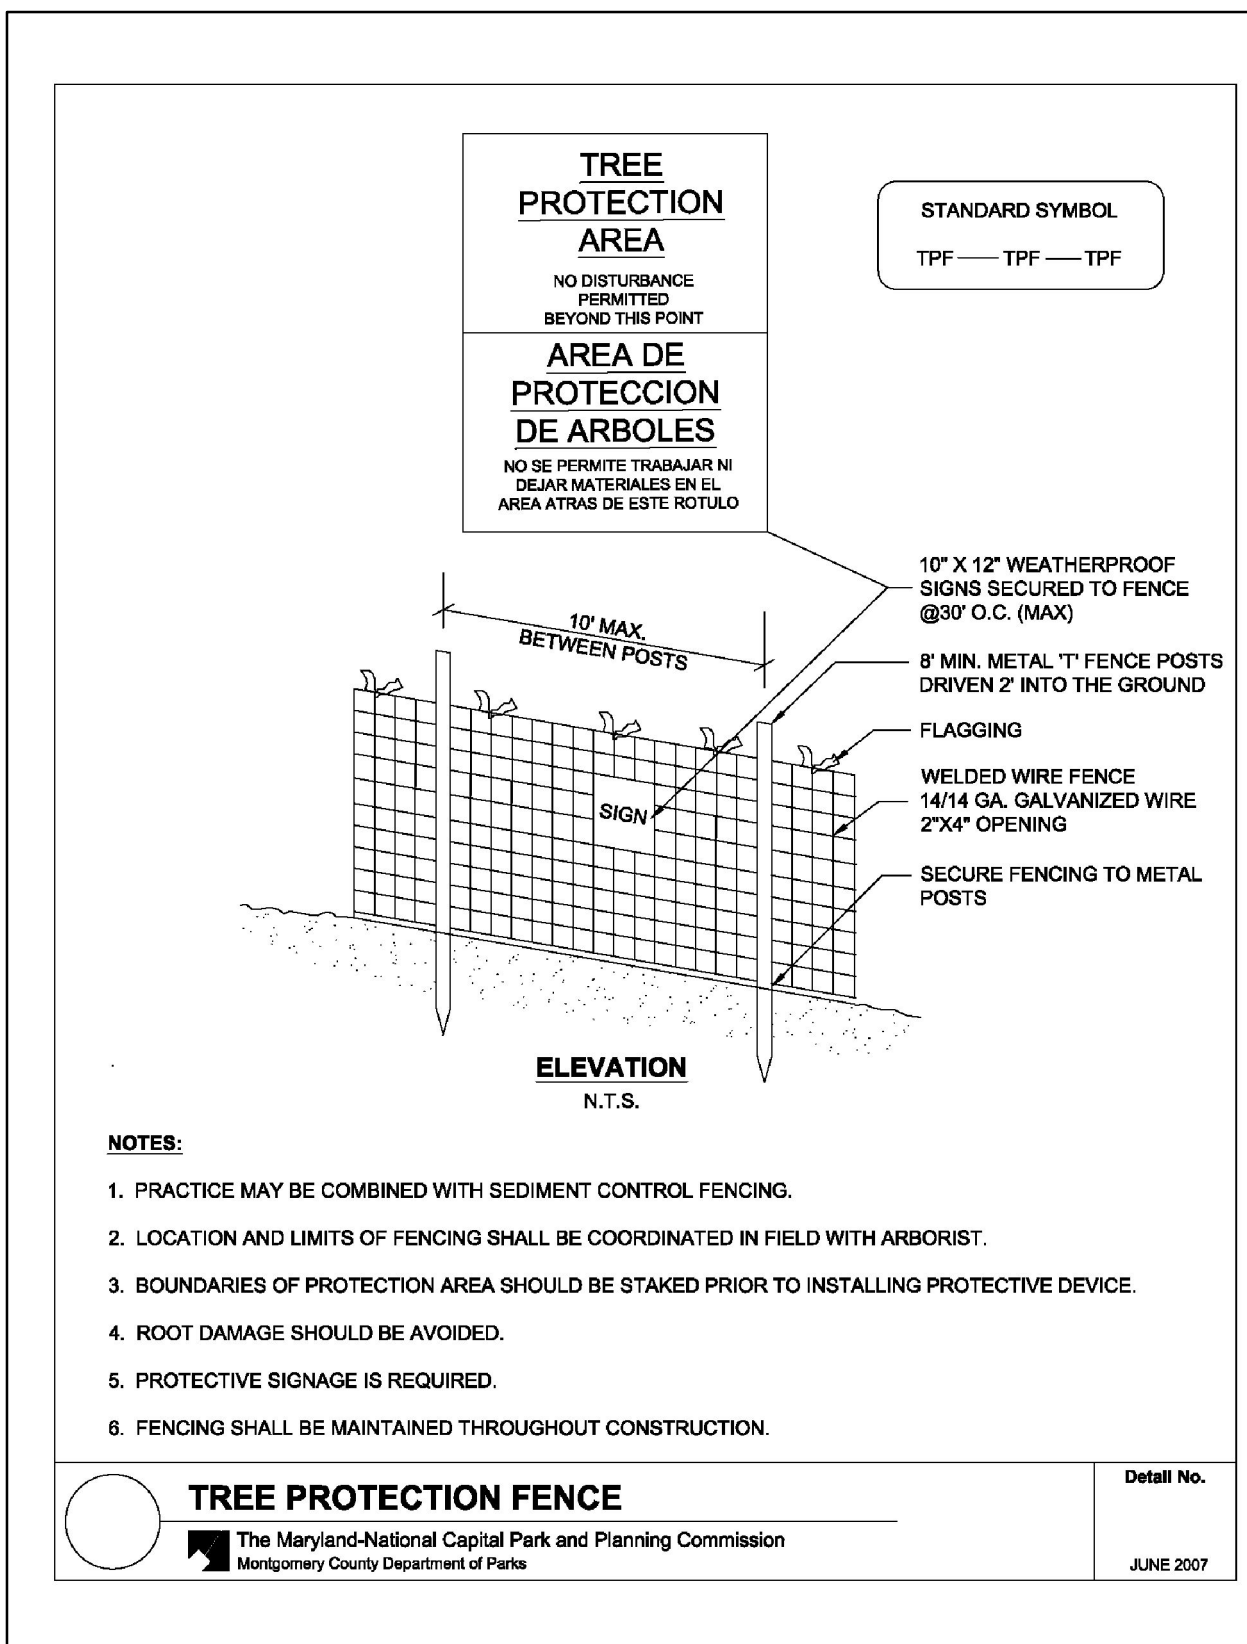 TREE
PROTECTION
AREA
NO DISTURBANCE
PERMITTED
BEYOND THIS POINT
AREA DE
PROTECCION
DE ARBOLES
NO SE PERMITE TRABAJAR NI
DEJAR MATERIALES EN EL
AREA ATRAS DE ESTE ROTULO
STANDARD SYMBOL
TPF — TPF — TPF
10" X 12" WEATHERPROOF
SIGNS SECURED TO FENCE
@30' O.C. (MAX)
10' MAX.
BETWEEN POSTS
8' MIN. METAL 'T' FENCE POSTS
DRIVEN 2' INTO THE GROUND
FLAGGING
WELDED WIRE FENCE
14/14 GA. GALVANIZED WIRE
2"X4" OPENING
SIGN
SECURE FENCING TO METAL
POSTS
ELEVATION
N.T.S.
NOTES:
1. PRACTICE MAY BE COMBINED WITH SEDIMENT CONTROL FENCING.
2. LOCATION AND LIMITS OF FENCING SHALL BE COORDINATED IN FIELD WITH ARBORIST.
3. BOUNDARIES OF PROTECTION AREA SHOULD BE STAKED PRIOR TO INSTALLING PROTECTIVE DEVICE.
4. ROOT DAMAGE SHOULD BE AVOIDED.
5. PROTECTIVE SIGNAGE IS REQUIRED.
6. FENCING SHALL BE MAINTAINED THROUGHOUT CONSTRUCTION.
TREE PROTECTION FENCE
The Maryland-National Capital Park and Planning Commission
Montgomery County Department of Parks
Detail No.
JUNE 2007